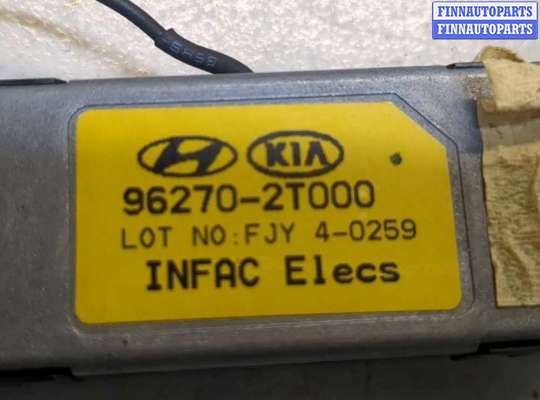 FINNAUTOPARTS
FINNAUTOPARTS
KIA
96270-2T000
LOT NO:FJY 4-0259
INFAC Elecs